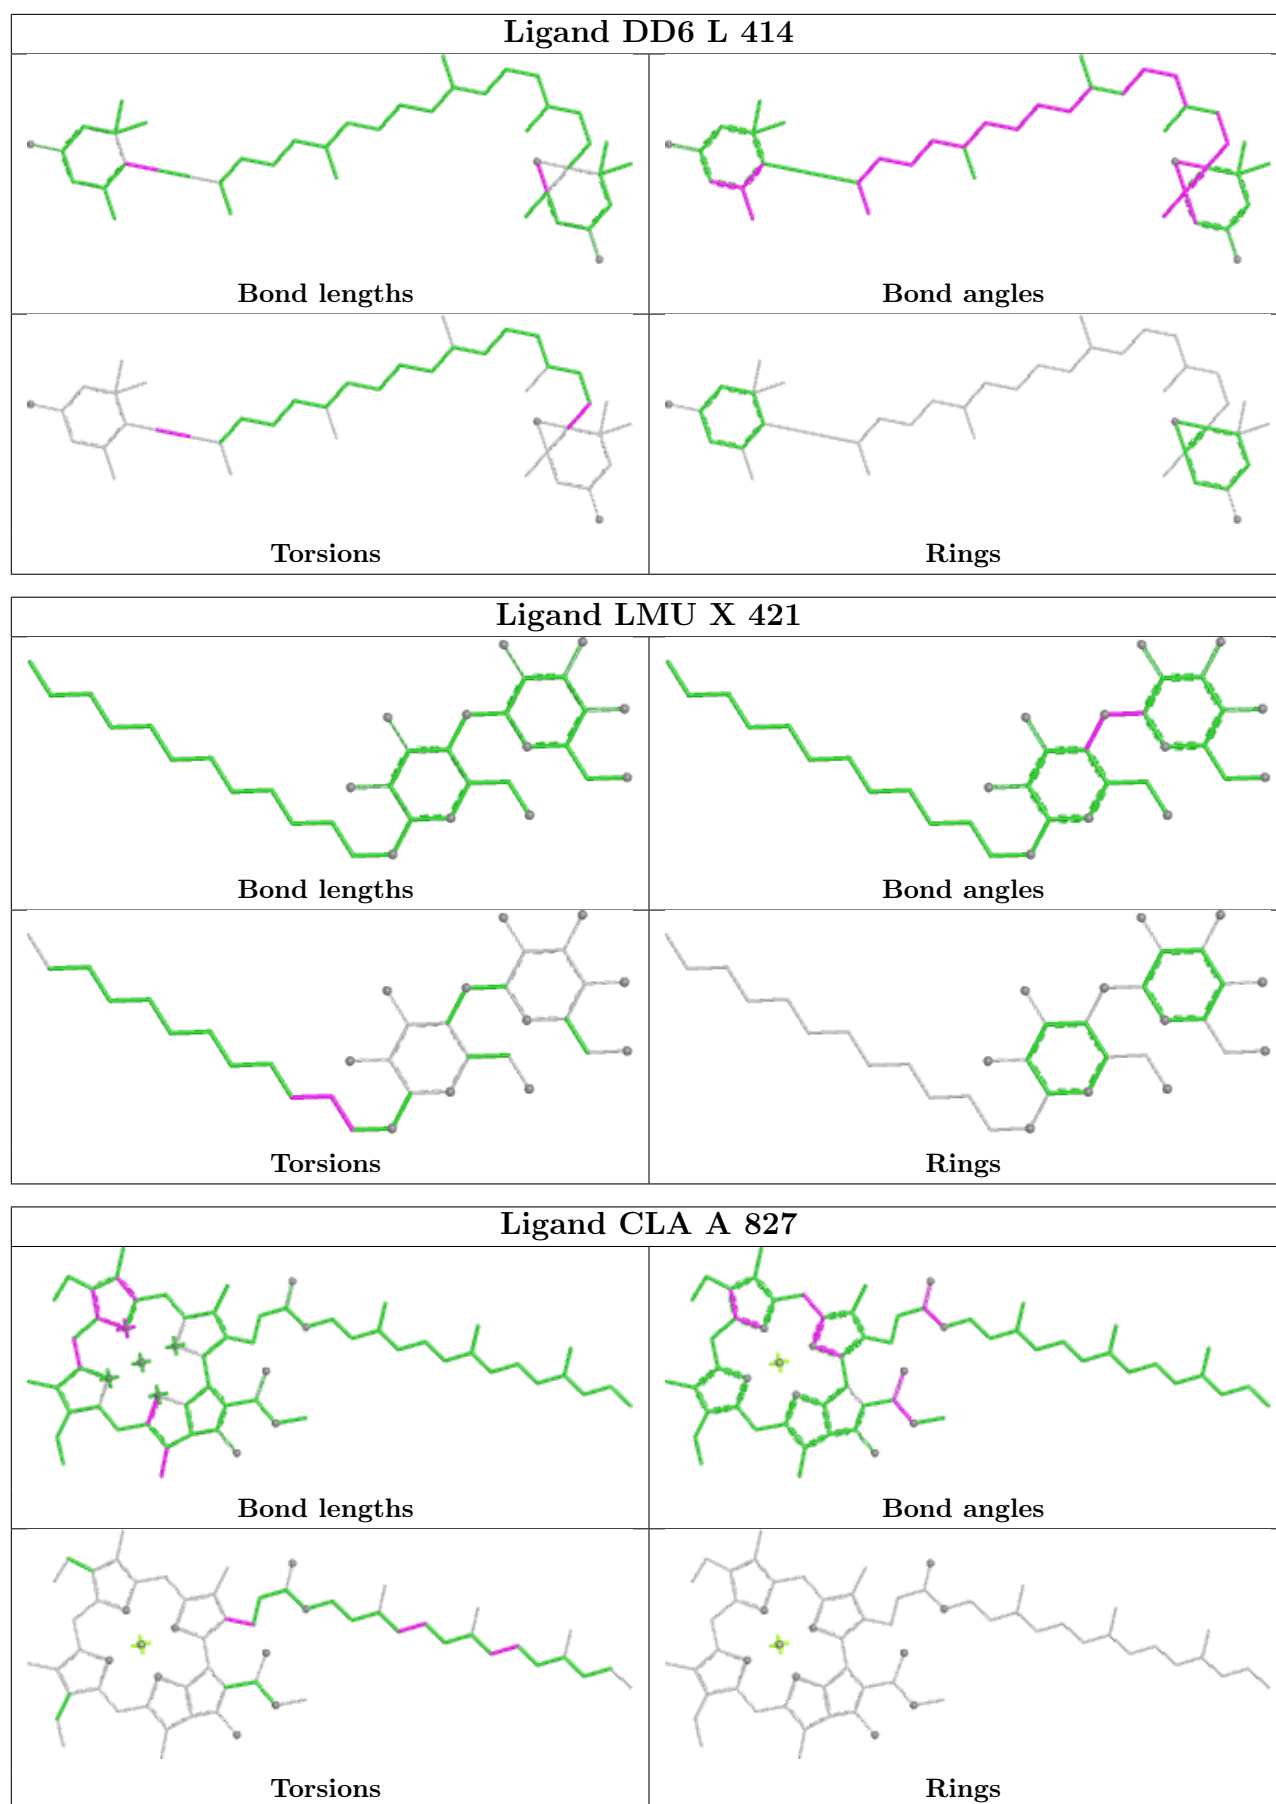 Ligand DD6 L 414
Bond lengths
Bond angles
Torsions
Rings
Ligand LMU X 421
Bond lengths
Bond angles
Torsions
Rings
Ligand CLA A 827
Bond lengths
Bond angles
Torsions
Rings